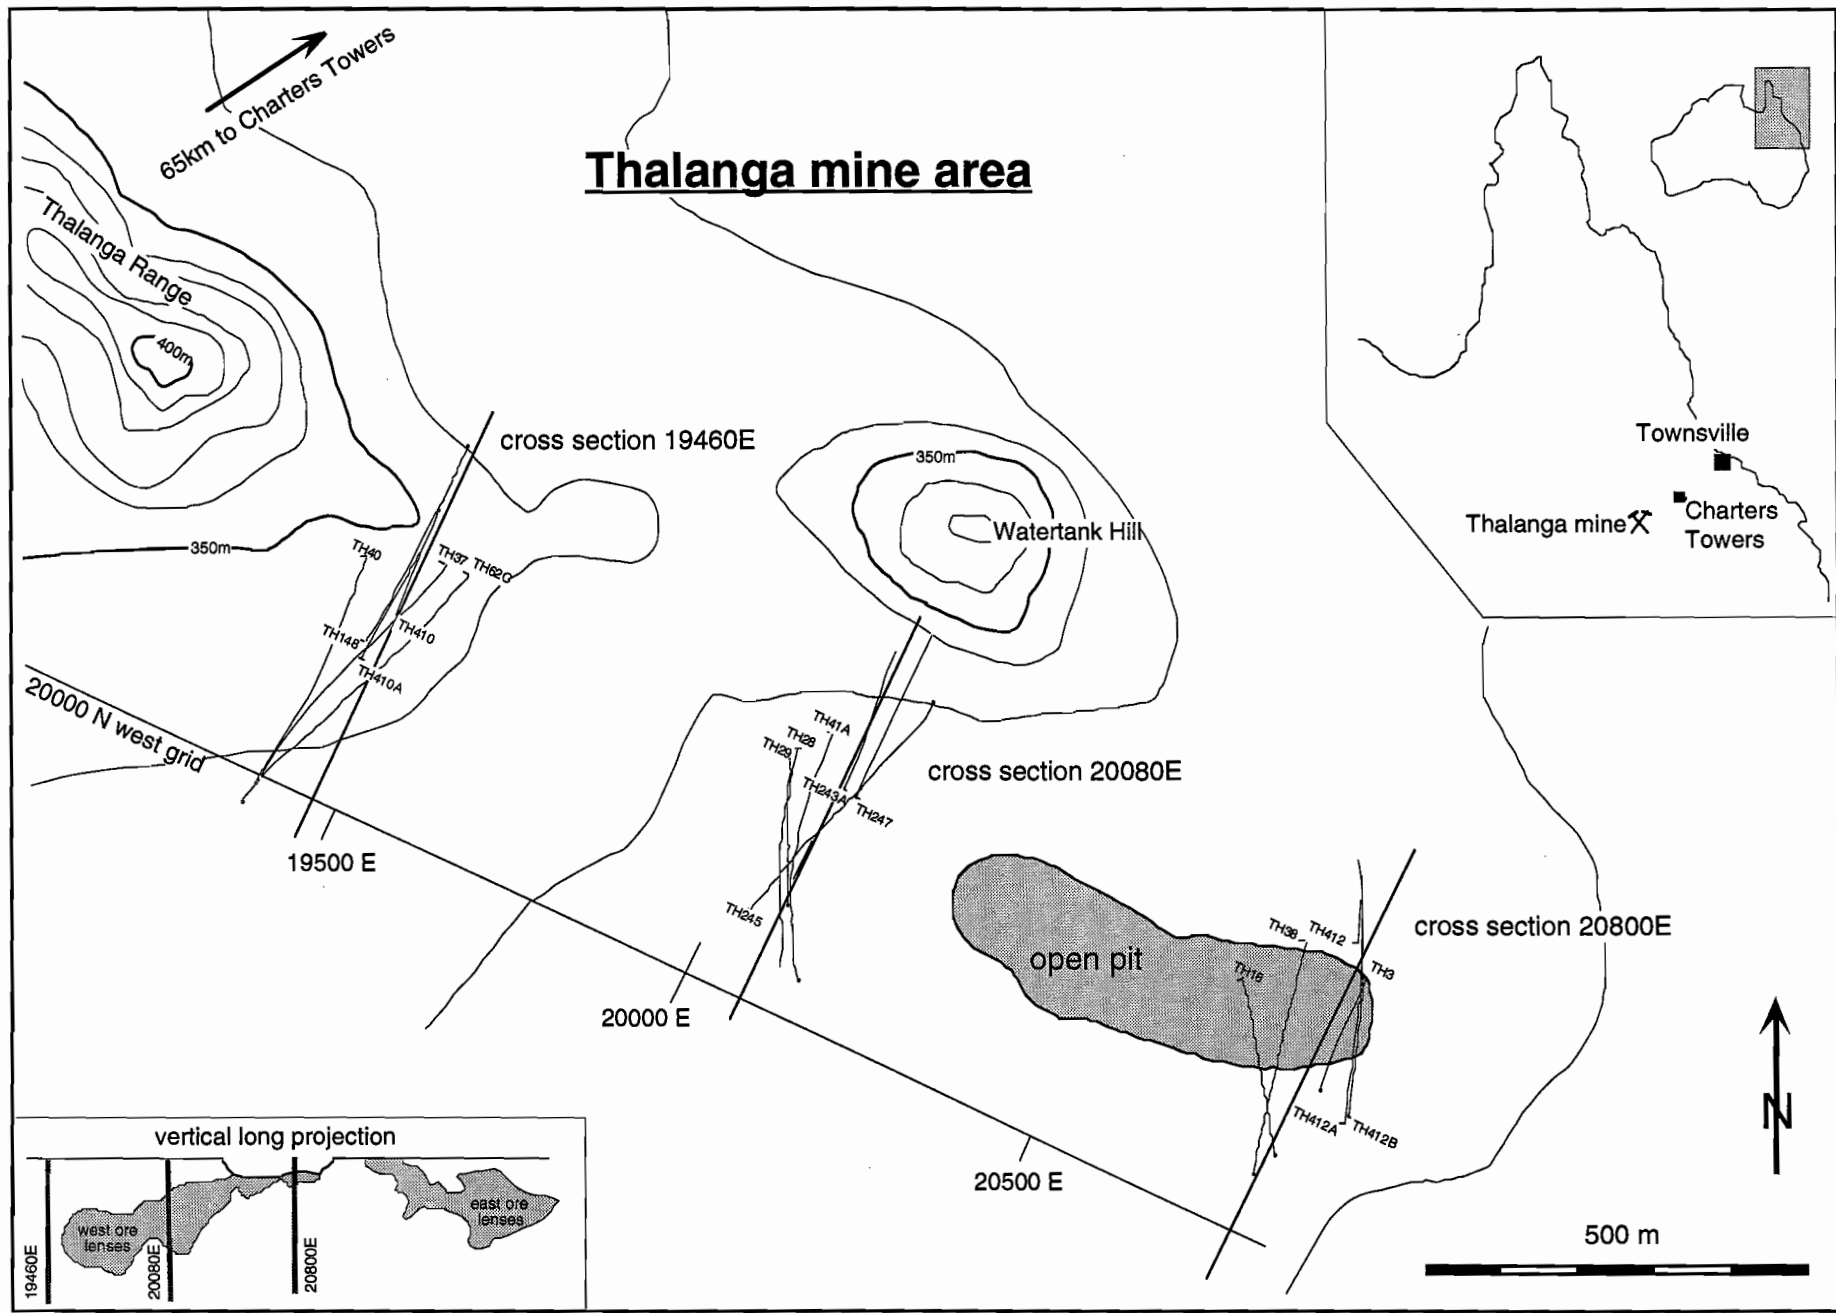 65km to Charters Towers
Thalanga mine area
Thalanga Range
400m
cross section 19460E
350m
Watertank Hill
350m
TH40
TH37
TH62C
TH148
TH410
TH410A
20000 N west grid
19500 E
TH41A
TH28
TH29
TH243A
TH247
TH245
cross section 20080E
20000 E
open pit
TH38
TH412
TH16
TH3
cross section 20800E
TH412A
TH412B
20500 E
Townsville
Charters
Towers
Thalanga mine
N
500 m
vertical long projection
west ore
lenses
east ore
lenses
19460E
20080E
20800E